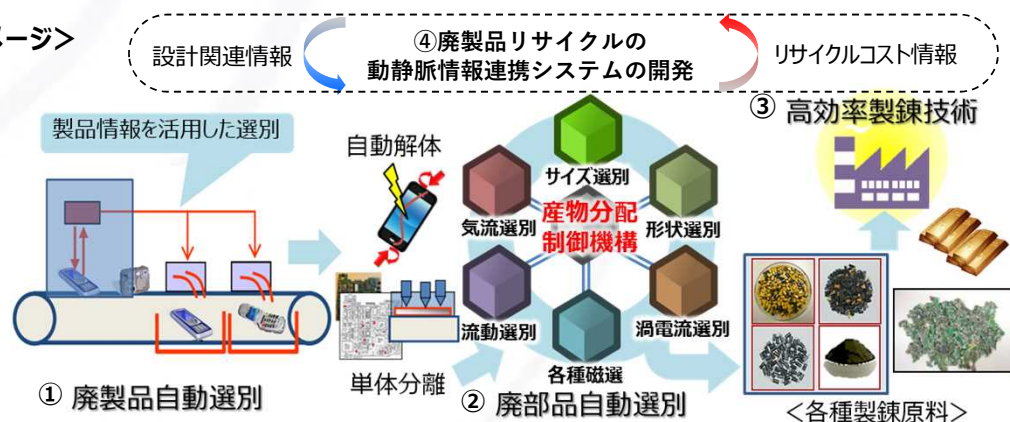 ージ>
設計関連情報
④廃製品リサイクルの
動静脈情報連携システムの開発
リサイクルコスト情報
製品情報を活用した選別
自動解体
サイズ選別
気流選別
産物分配
制御機構
形状選別
流動選別
渦電流選別
各種磁選
単体分離
① 廃製品自動選別
② 廃部品自動選別
③ 高効率製錬技術
<各種製錬原料>